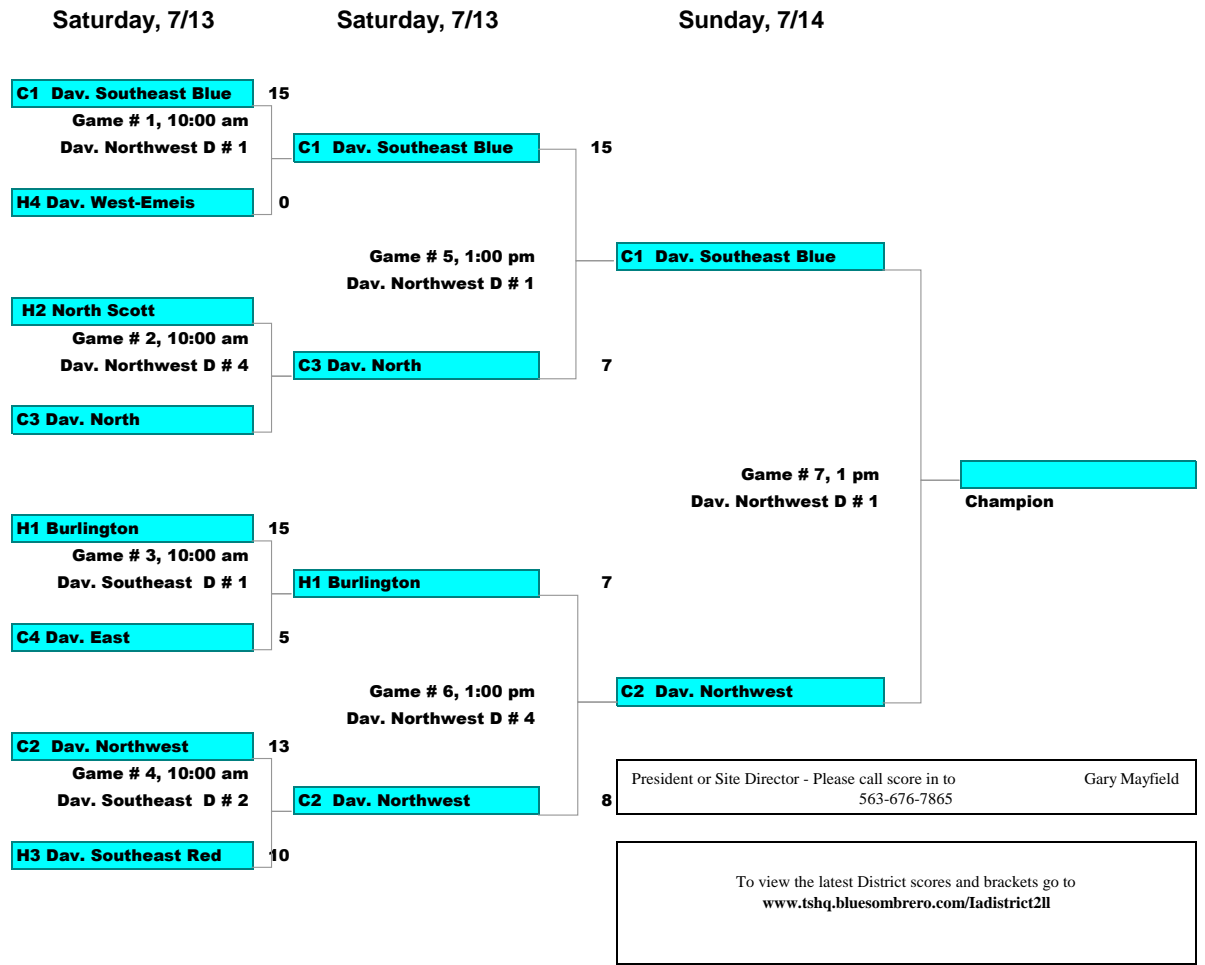 Saturday, 7/13 Saturday, 7/13 Sunday, 7/14
C1 Dav. Southeast Blue 15
Game # 1, 10:00 am
Dav. Northwest D # 1
C1 Dav. Southeast Blue 15
H4 Dav. West-Emeis 0
Game # 5, 1:00 pm
Dav. Northwest D # 1
C1 Dav. Southeast Blue
H2 North Scott
Game # 2, 10:00 am
Dav. Northwest D # 4
C3 Dav. North 7
C3 Dav. North
Game # 7, 1 pm
Dav. Northwest D # 1
Champion
H1 Burlington 15
Game # 3, 10:00 am
Dav. Southeast D # 1
H1 Burlington 7
C4 Dav. East 5
Game # 6, 1:00 pm
Dav. Northwest D # 4
C2 Dav. Northwest
C2 Dav. Northwest 13
Game # 4, 10:00 am
Dav. Southeast D # 2
C2 Dav. Northwest 8
H3 Dav. Southeast Red 10
President or Site Director - Please call score in to Gary Mayfield
563-676-7865
To view the latest District scores and brackets go to
www.tshq.bluesombrero.com/Iadistrict2ll